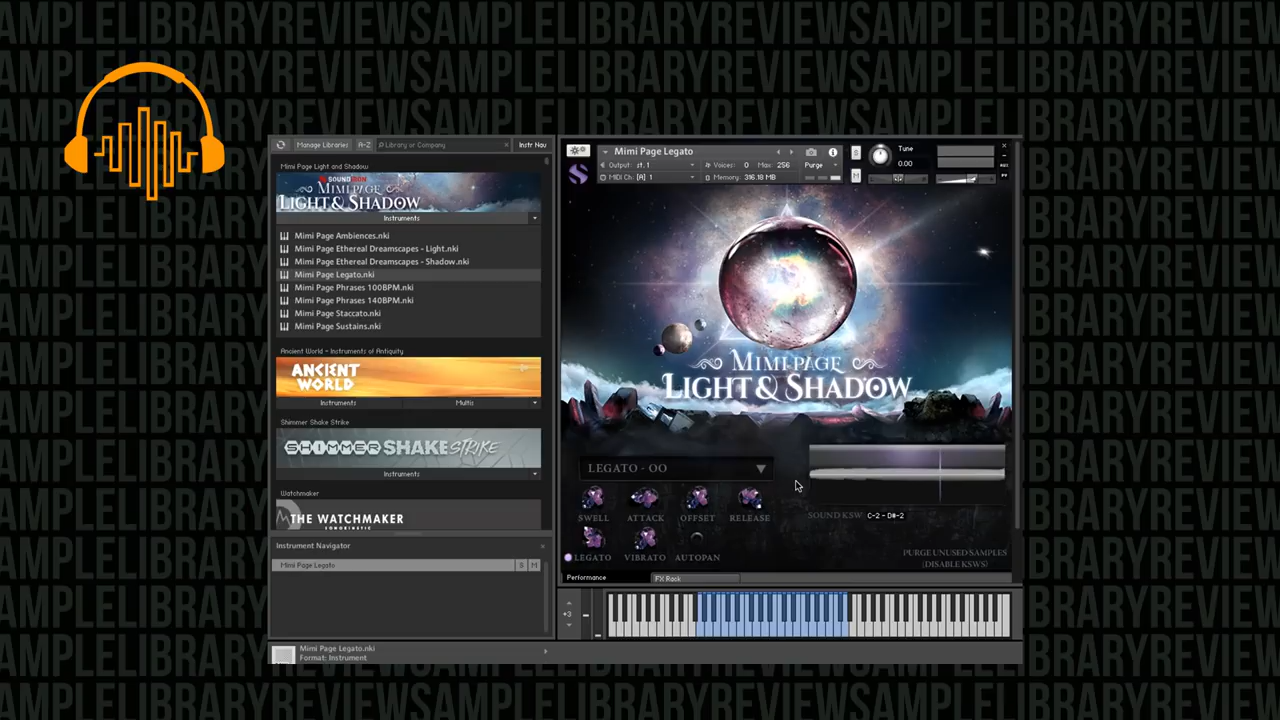 SAMPLELIBRARYREVIEW
Manage Libraries
A-Z
Library or Company
×
Instr Nav
Mimi Page Light and Shadow
SOUNDIRON
MIMI PAGE
LIGHT & SHADOW
Instruments
Mimi Page Ambiences.nki
Mimi Page Ethereal Dreamscapes - Light.nki
Mimi Page Ethereal Dreamscapes - Shadow.nki
Mimi Page Legato.nki
Mimi Page Phrases 100BPM.nki
Mimi Page Phrases 140BPM.nki
Mimi Page Staccato.nki
Mimi Page Sustains.nki
Ancient World - Instruments of Antiquity
ANCIENT
WORLD
Instruments
Multis
Shimmer Shake Strike
SHIMMER SHAKE STRIKE
Instruments
Watchmaker
THE WATCHMAKER
Instrument Navigator
×
Mimi Page Legato
S
M
Mimi Page Legato.nki
Format: Instrument
Mimi Page Legato
Output: st. 1
Voices: 0 Max: 256
Purge
MIDI Ch: [A] 1
Memory: 316.18 MB
S
M
Tune
0.00
MIMI PAGE
LIGHT & SHADOW
LEGATO - OO
SWELL
ATTACK
OFFSET
RELEASE
LEGATO
VIBRATO
AUTOPAN
SOUND KSW
C-2 - D#-2
PURGE UNUSED SAMPLES
(DISABLE KSWS)
Performance
FX Rack
+3